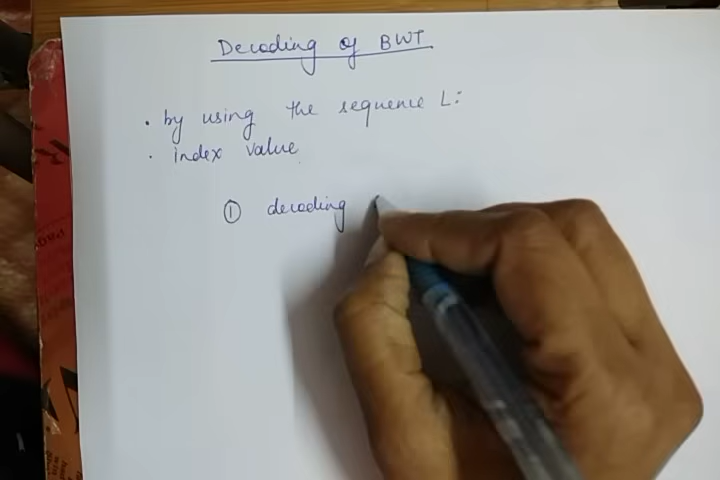 Decoding of BWT
. by using the sequence L:
. index value
① decoding